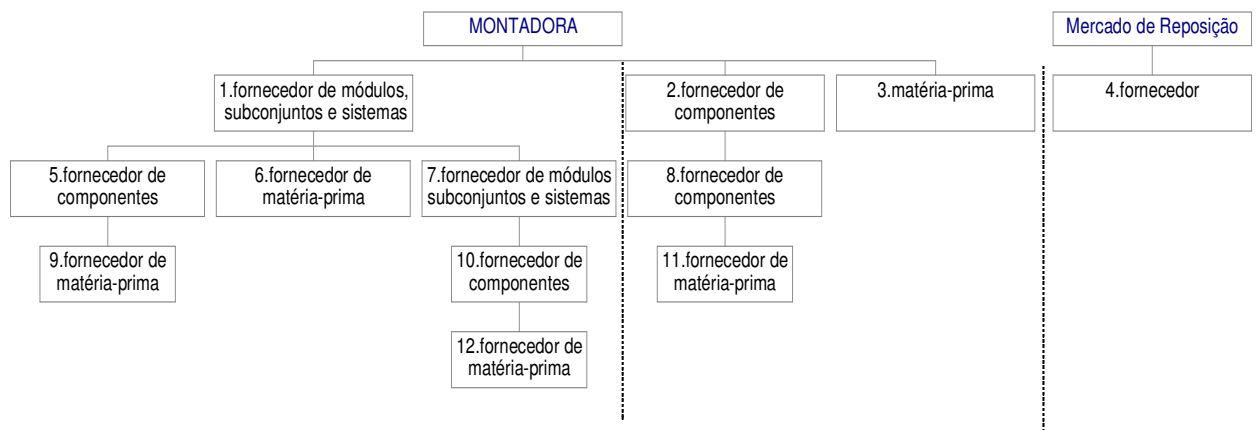 MONTADORA
Mercado de Reposição
1.fornecedor de módulos,
subconjuntos e sistemas
2.fornecedor de
componentes
3.matéria-prima
4.fornecedor
5.fornecedor de
componentes
6.fornecedor de
matéria-prima
7.fornecedor de módulos
subconjuntos e sistemas
8.fornecedor de
componentes
9.fornecedor de
matéria-prima
10.fornecedor de
componentes
11.fornecedor de
matéria-prima
12.fornecedor de
matéria-prima